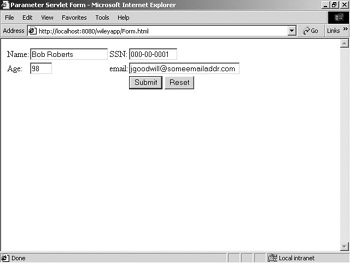 Parameter Servlet Form - Microsoft Internet Explorer
File Edit View Favorites Tools Help
Address http://localhost:8080/wileyapp/Form.html Go Links »
Name: Bob Roberts SSN: 000-00-0001
Age: 98 email: jgoodwill@someemailaddr.com
Submit Reset
Done Local intranet